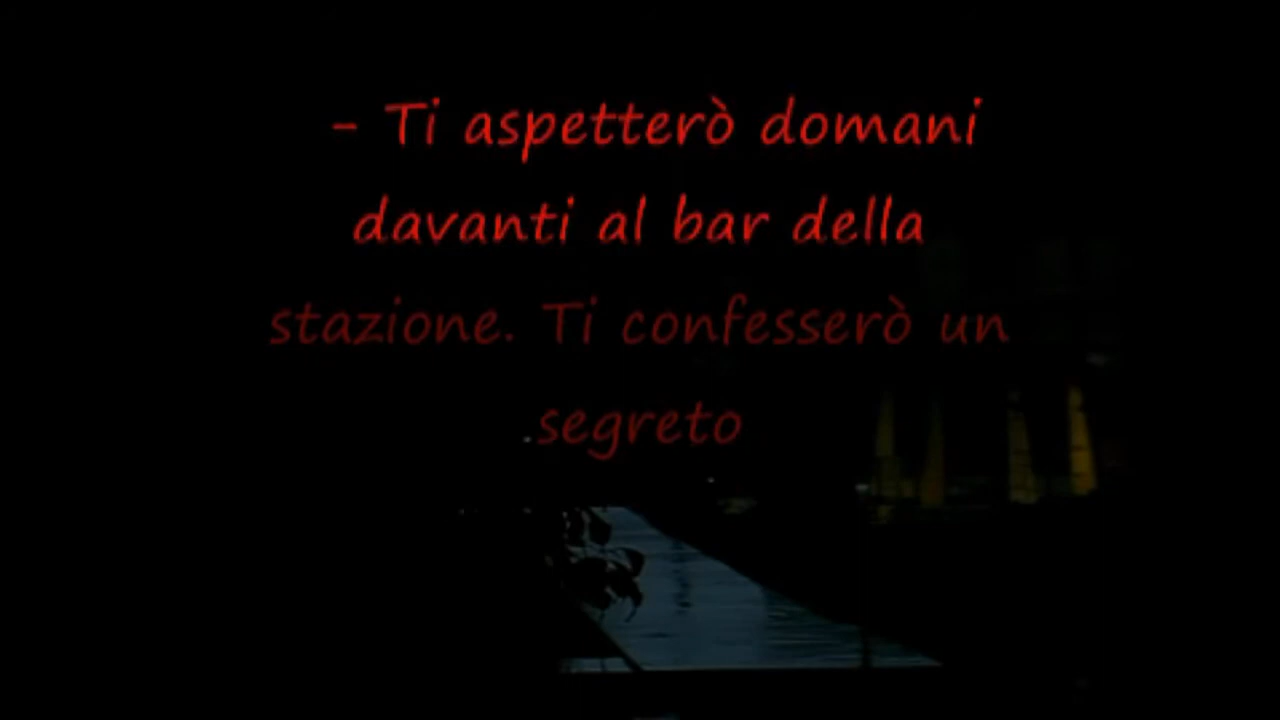 - Ti aspetterò domani
davanti al bar della
stazione. Ti confesserò un
segreto